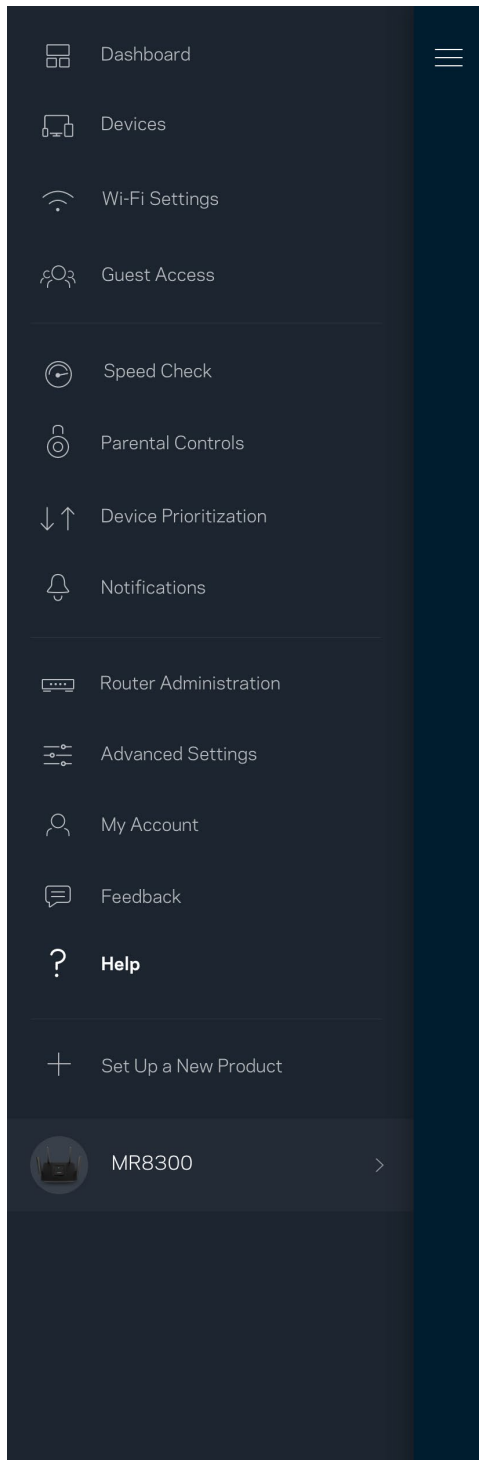 Dashboard
Devices
Wi-Fi Settings
Guest Access
Speed Check
Parental Controls
Device Prioritization
Notifications
Router Administration
Advanced Settings
My Account
Feedback
? Help
Set Up a New Product
MR8300